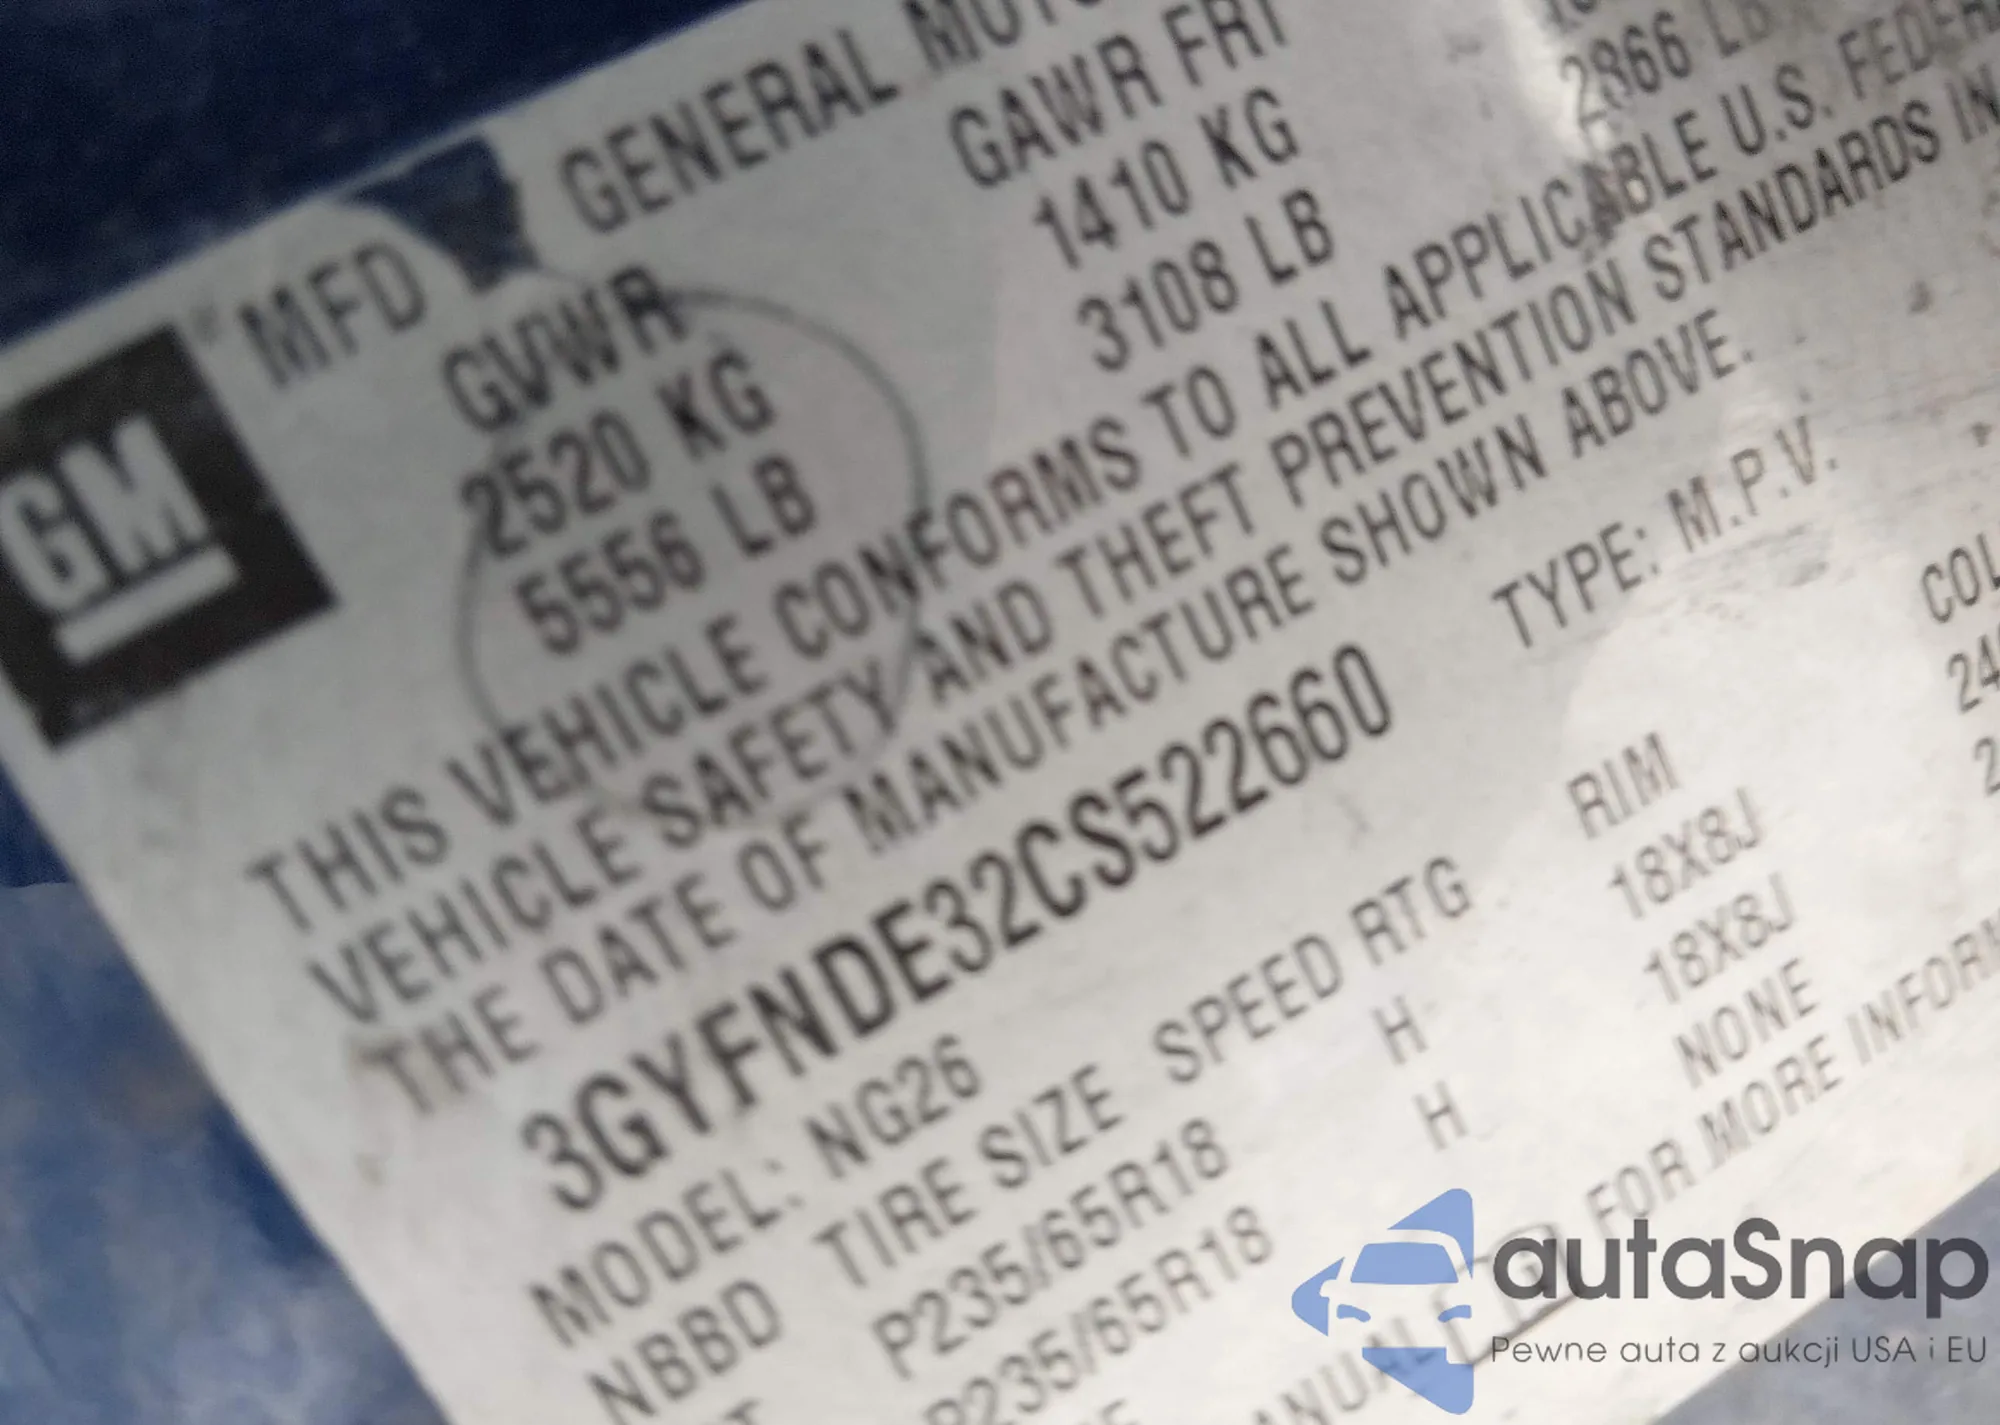 GM
MFD
GENERAL
GVWR
GAWR FRT
2520 KG
1410 KG
5556 LB
3108 LB
2866 LB
THIS VEHICLE CONFORMS TO ALL APPLICABLE U.S.
VEHICLE SAFETY AND THEFT PREVENTION STANDARDS IN
THE DATE OF MANUFACTURE SHOWN ABOVE.
3GYFNDE32CS522660
TYPE: M.P.V.
MODEL: NG26
NBBD
TIRE SIZE
SPEED RTG
RIM
P235/65R18
H
18X8J
P235/65R18
H
18X8J
NONE
FOR MORE
autaSnap
Pewne auta z aukcji USA i EU